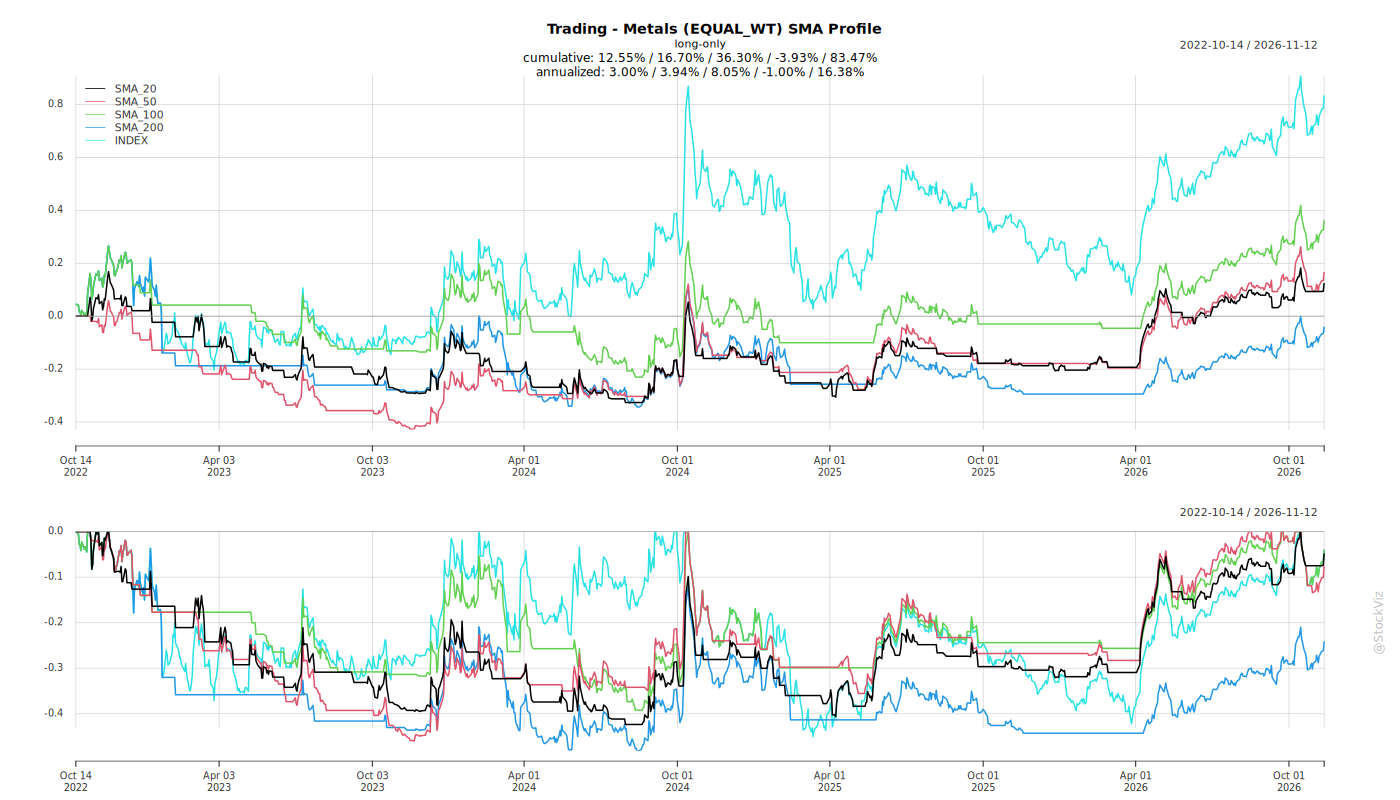 Trading - Metals (EQUAL_WT) SMA Profile
long-only
2022-10-14 / 2026-11-12
cumulative: 12.55% / 16.70% / 36.30% / -3.93% / 83.47%
annualized: 3.00% / 3.94% / 8.05% / -1.00% / 16.38%
SMA_20
SMA_50
SMA_100
SMA_200
INDEX
0.8
0.6
0.4
0.2
0.0
-0.2
-0.4
Oct 14 Apr 03 Oct 03 Apr 01 Oct 01 Apr 01 Oct 01 Apr 01 Oct 01
2022 2023 2023 2024 2024 2025 2025 2026 2026
2022-10-14 / 2026-11-12
0.0
-0.1
-0.2
-0.3
-0.4
Oct 14 Apr 03 Oct 03 Apr 01 Oct 01 Apr 01 Oct 01 Apr 01 Oct 01
2022 2023 2023 2024 2024 2025 2025 2026 2026
@StockViz